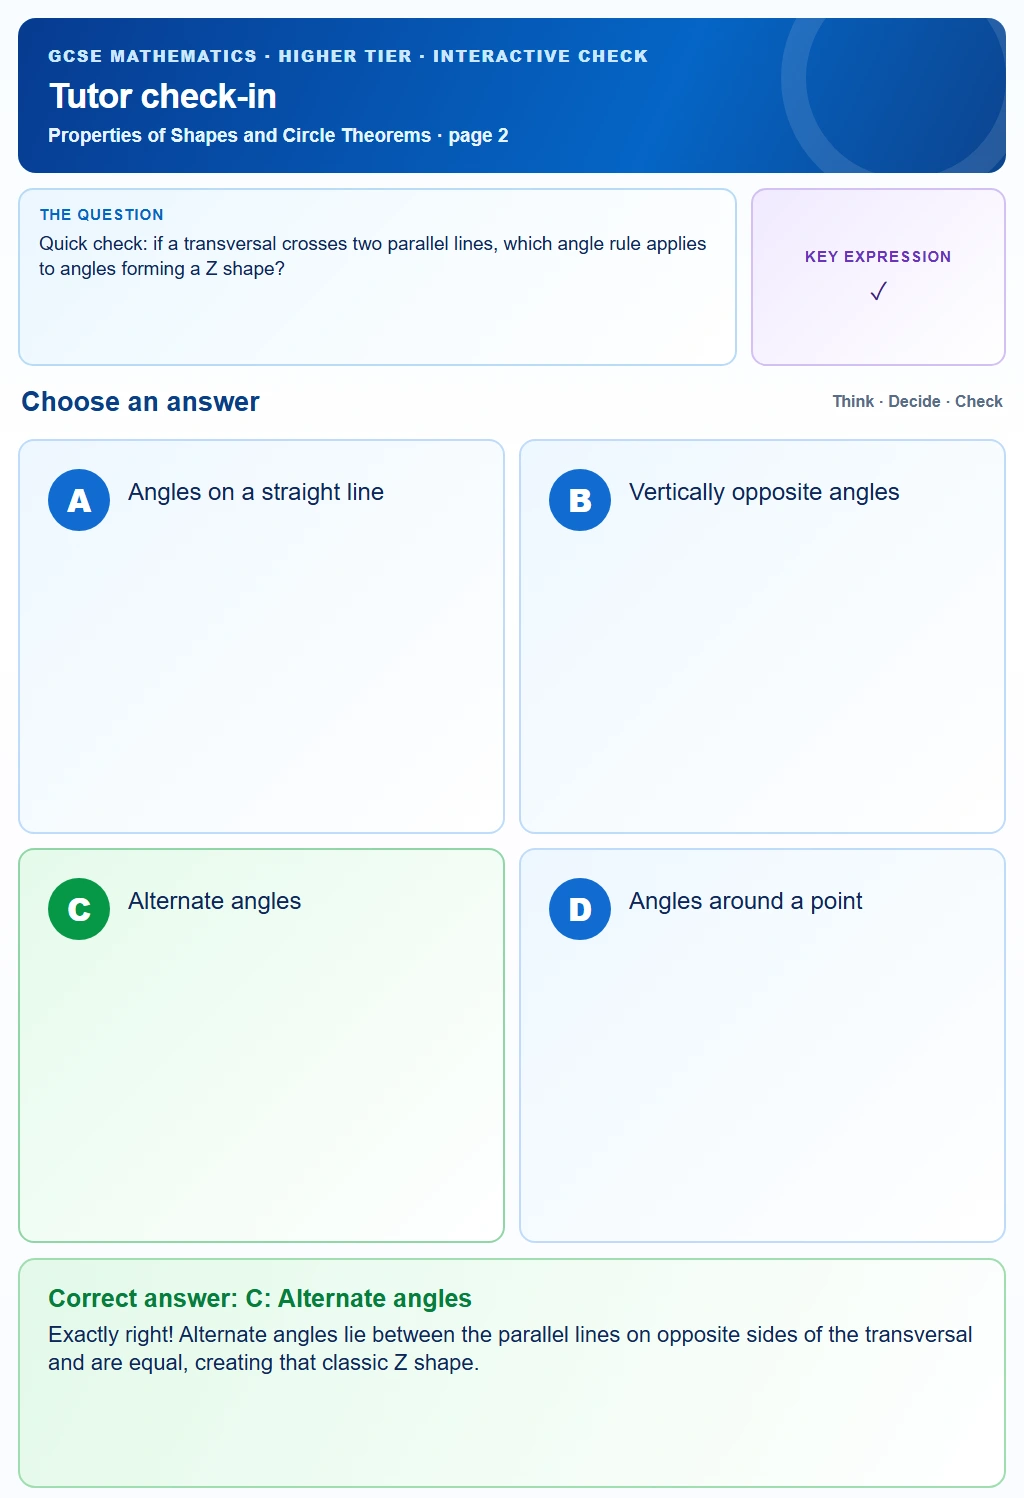 GCSE MATHEMATICS · HIGHER TIER · INTERACTIVE CHECK
Tutor check-in
Properties of Shapes and Circle Theorems · page 2
THE QUESTION
Quick check: if a transversal crosses two parallel lines, which angle rule applies
to angles forming a Z shape?
KEY EXPRESSION
✓
Choose an answer
Think · Decide · Check
A
Angles on a straight line
B
Vertically opposite angles
C
Alternate angles
D
Angles around a point
Correct answer: C: Alternate angles
Exactly right! Alternate angles lie between the parallel lines on opposite sides of the transversal
and are equal, creating that classic Z shape.